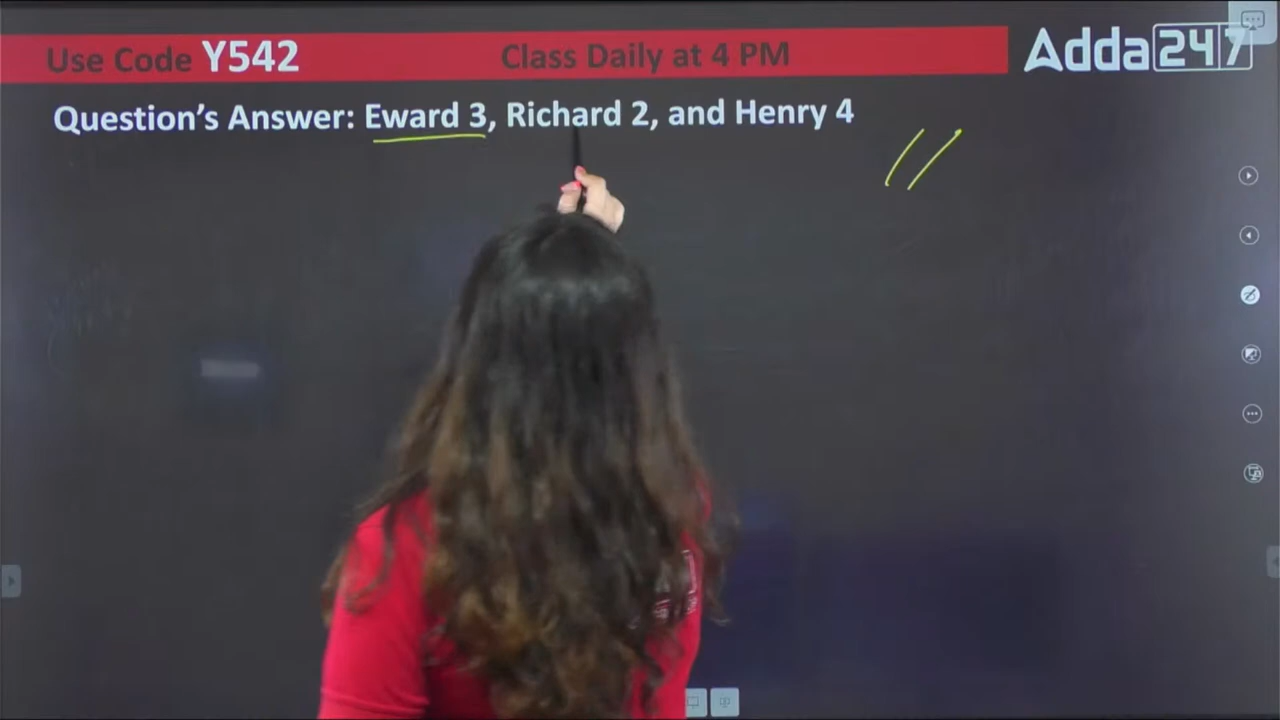 Use Code Y542 Class Daily at 4 PM
Adda247
Question's Answer: Eward 3, Richard 2, and Henry 4